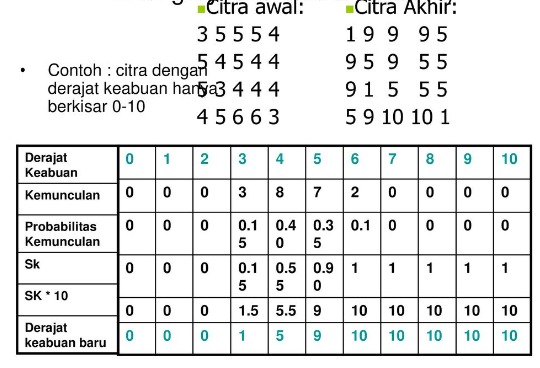 Citra awal:
3 5 5 5 4
5 4 5 4 4
5 3 4 4 4
4 5 6 6 3
Citra Akhir:
1 9 9 9 5
9 5 9 5 5
9 1 5 5 5
5 9 10 10 1
• Contoh : citra dengan
derajat keabuan hanya
berkisar 0-10
Derajat Keabuan 0 1 2 3 4 5 6 7 8 9 10
Kemunculan 0 0 0 3 8 7 2 0 0 0 0
Probabilitas Kemunculan 0 0 0 0.15 0.40 0.35 0.1 0 0 0 0
Sk 0 0 0 0.15 0.55 0.90 1 1 1 1 1
SK * 10 0 0 0 1.5 5.5 9 10 10 10 10 10
Derajat keabuan baru 0 0 0 1 5 9 10 10 10 10 10